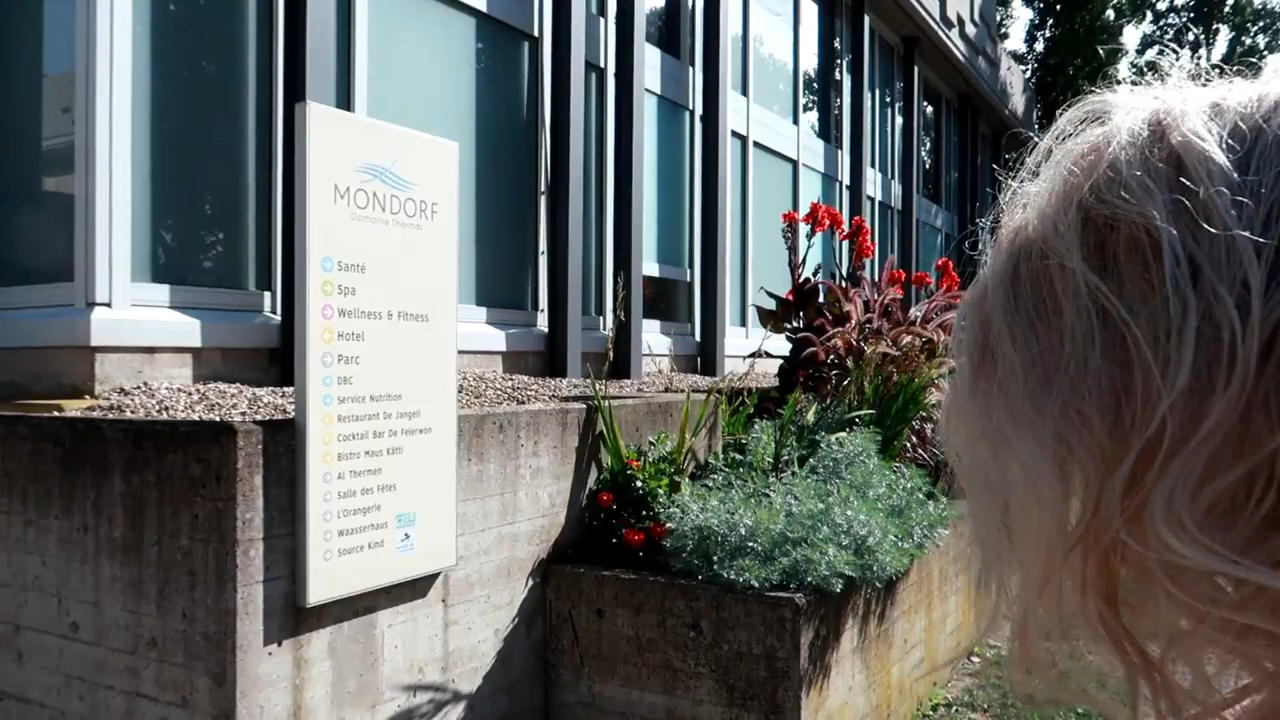 MONDORF
Domaine Thermal
Santé
Spa
Wellness & Fitness
Hotel
Parc
DBC
Service Nutrition
Restaurant De Jangeli
Cocktail Bar De Feierwon
Bistro Maus Kätti
Al Thermen
Salle des Fêtes
L'Orangerie
Waasserhaus
Source Kind